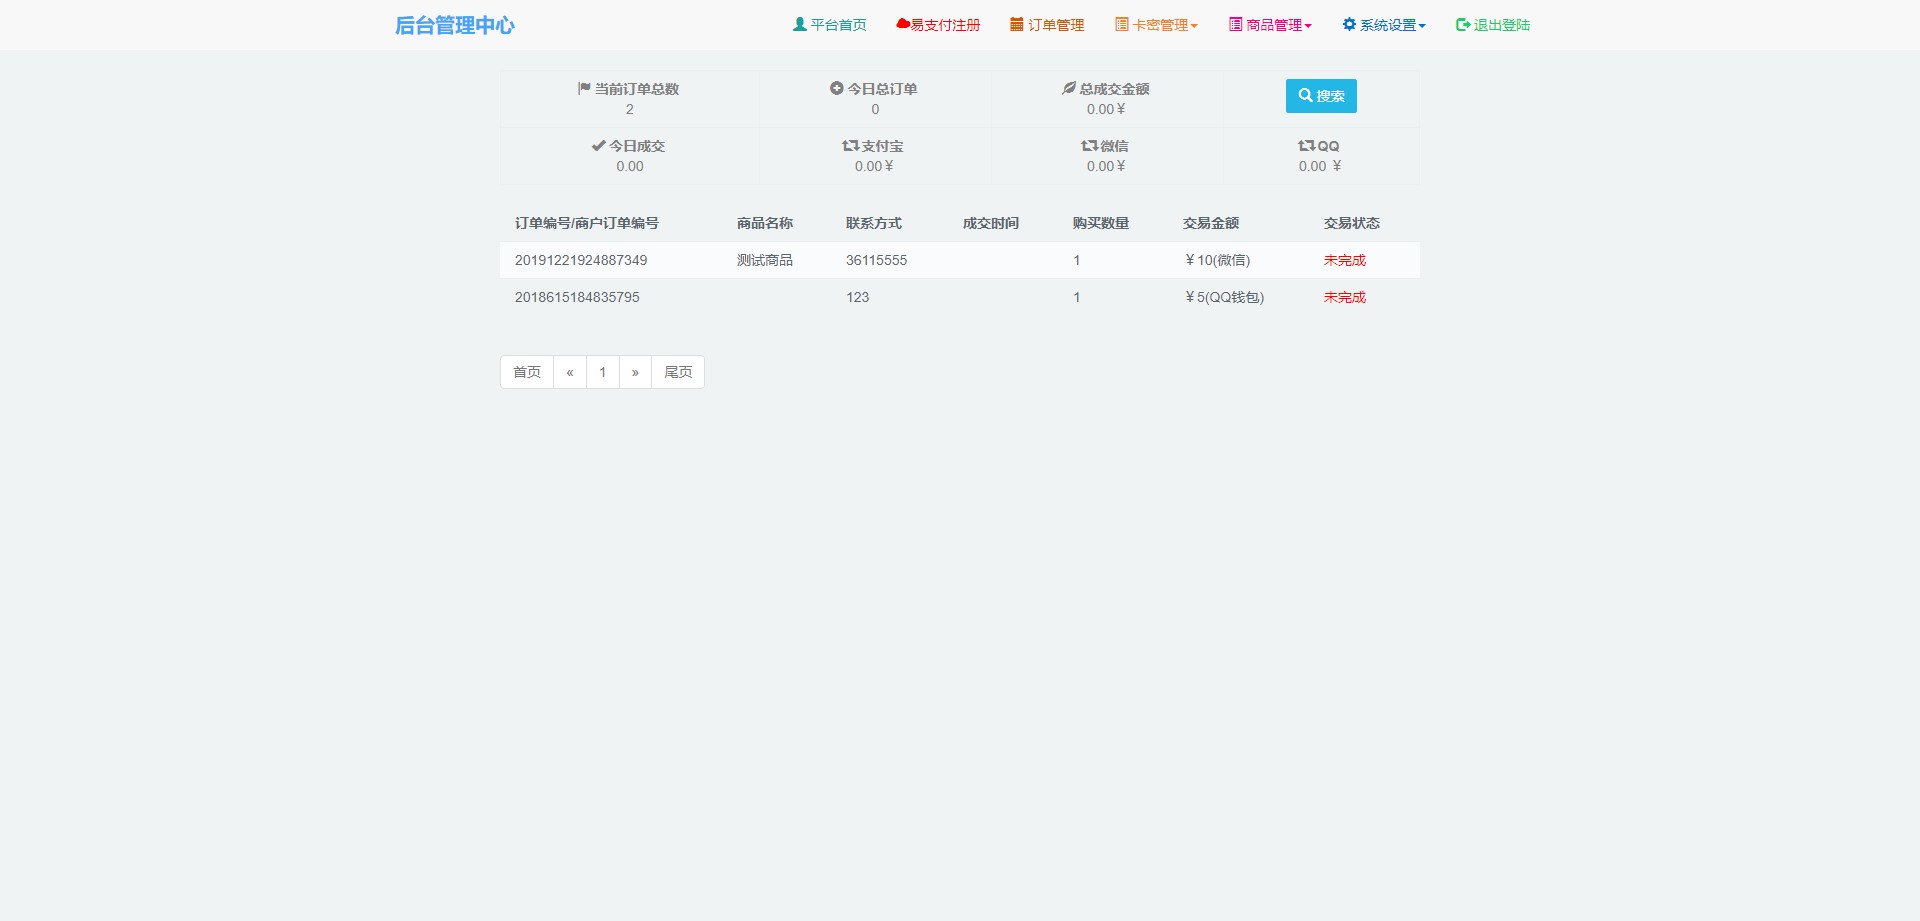 后台管理中心 平台首页 易支付注册 订单管理 卡密管理 商品管理 系统设置 退出登陆
当前订单总数 今日总订单 总成交金额 搜索
2 0 0.00￥
今日成交 支付宝 微信 QQ
0.00 0.00￥ 0.00￥ 0.00 ￥
订单编号/商户订单编号 商品名称 联系方式 成交时间 购买数量 交易金额 交易状态
20191221924887349 测试商品 36115555 1 ￥10(微信) 未完成
2018615184835795 123 1 ￥5(QQ钱包) 未完成
首页 « 1 » 尾页